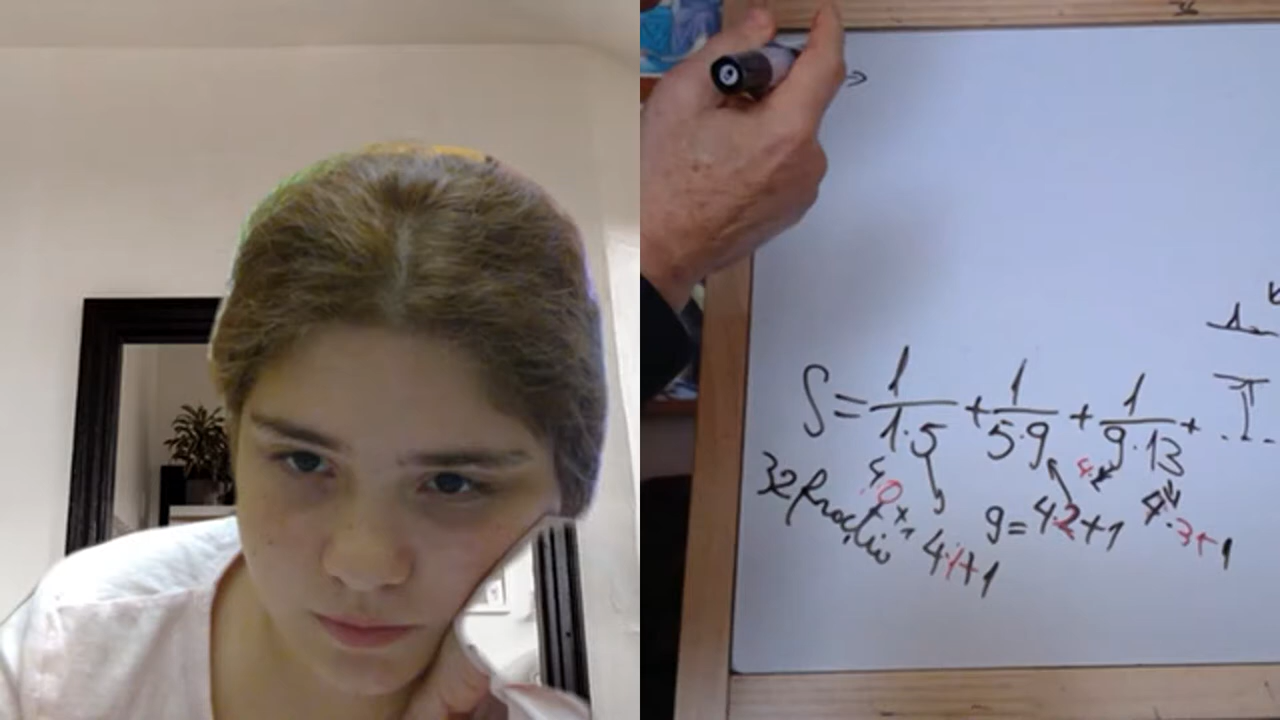 S = 1/1·5 + 1/5·9 + 1/9·13 + ...
32 fracții
4·0+1
4·1+1
9=4·2+1
4·3+1